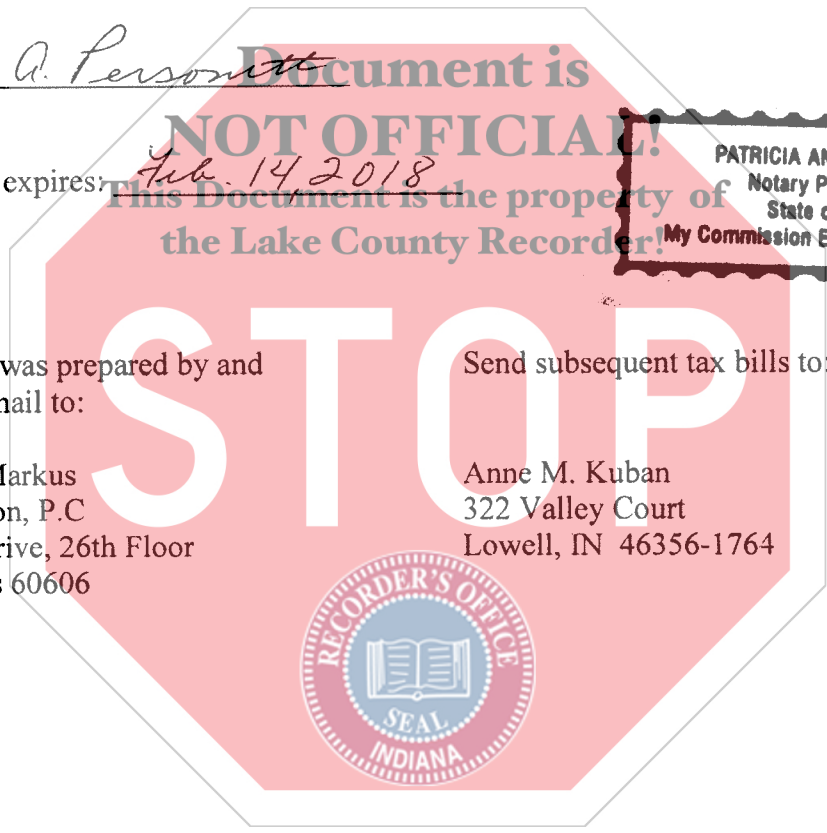 a. Personett
Document is
NOT OFFICIAL!
expires: Feb. 14, 2018
This Document is the property of
the Lake County Recorder!
PATRICIA AN
Notary P
State o
My Commission E
STOP
was prepared by and
nail to:
Markus
on, P.C
rive, 26th Floor
s 60606
Send subsequent tax bills to:
Anne M. Kuban
322 Valley Court
Lowell, IN 46356-1764
RECORDER'S OFFICE
SEAL
INDIANA